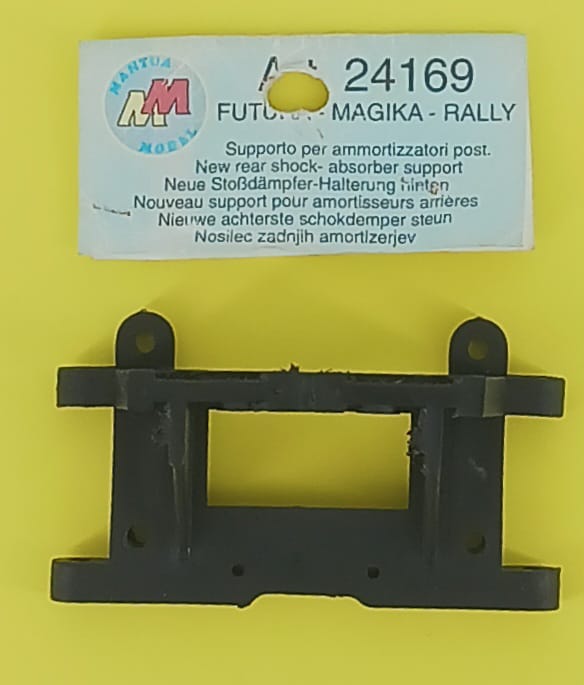 MANTUA
MM
MODEL
24169
MAGIKA - RALLY
Supporto per ammortizzatori post.
New rear shock- absorber support
Neue Stoßdämpfer-Halterung hinten
Nouveau support pour amortisseurs arrières
Nieuwe achterste schokdemper steun
Nosilec zadnjih amortizerjev